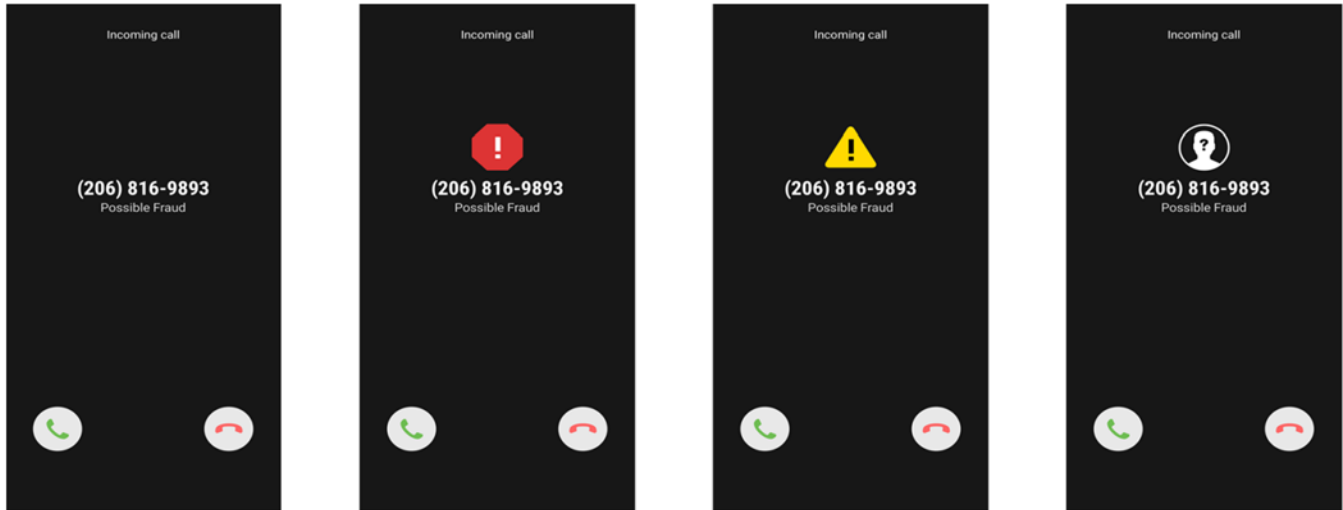 Incoming call
(206) 816-9893
Possible Fraud
Incoming call
!
(206) 816-9893
Possible Fraud
Incoming call
!
(206) 816-9893
Possible Fraud
Incoming call
?
(206) 816-9893
Possible Fraud